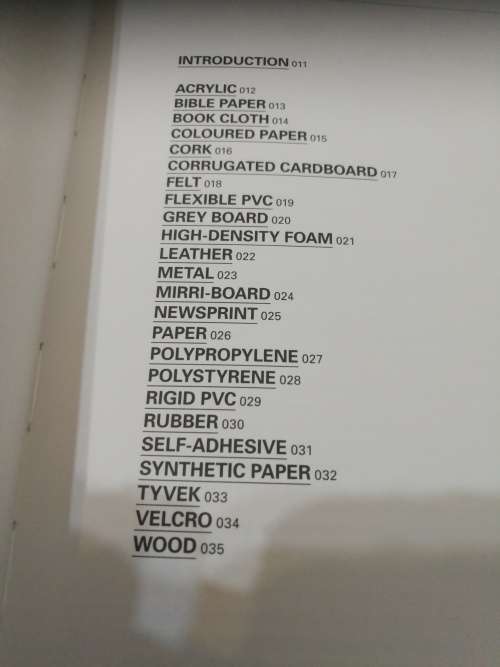 INTRODUCTION 011
ACRYLIC 012
BIBLE PAPER 013
BOOK CLOTH 014
COLOURED PAPER 015
CORK 016
CORRUGATED CARDBOARD 017
FELT 018
FLEXIBLE PVC 019
GREY BOARD 020
HIGH-DENSITY FOAM 021
LEATHER 022
METAL 023
MIRRI-BOARD 024
NEWSPRINT 025
PAPER 026
POLYPROPYLENE 027
POLYSTYRENE 028
RIGID PVC 029
RUBBER 030
SELF-ADHESIVE 031
SYNTHETIC PAPER 032
TYVEK 033
VELCRO 034
WOOD 035